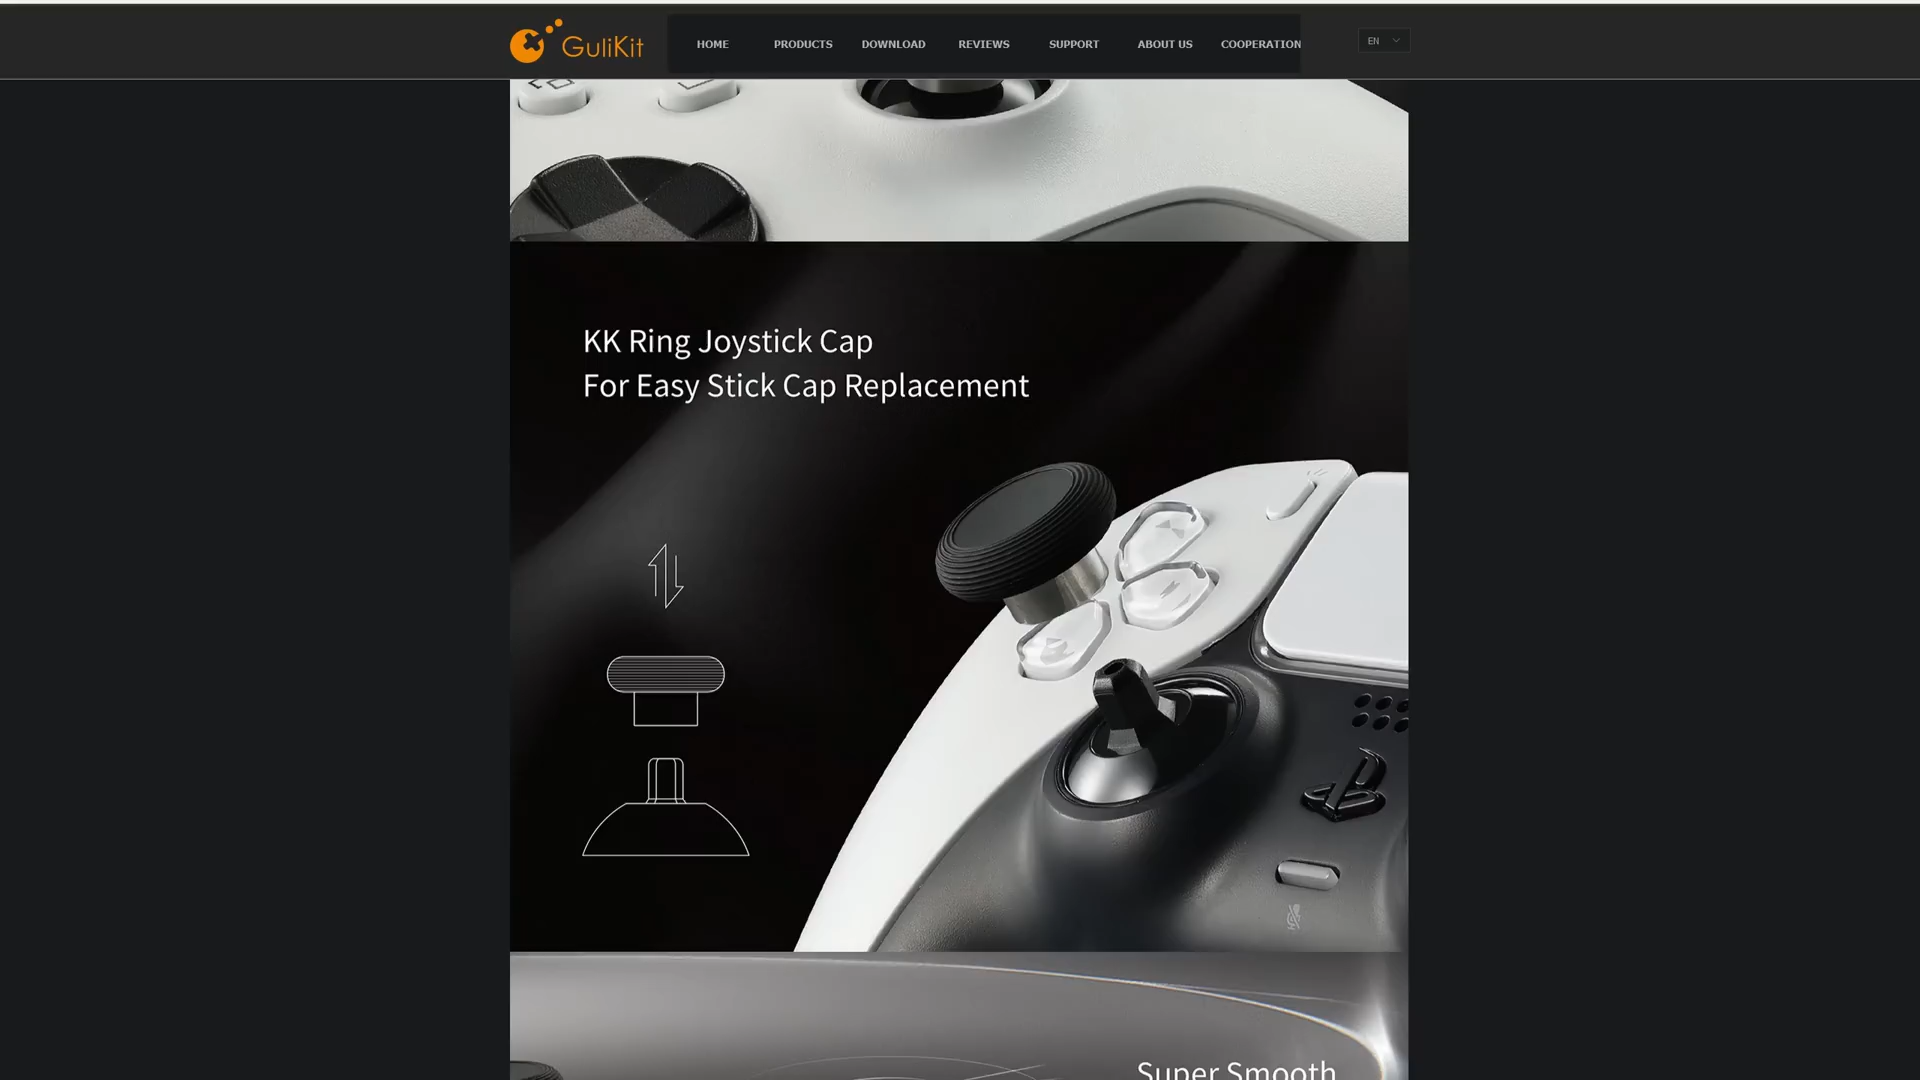 GuliKit
HOME
PRODUCTS
DOWNLOAD
REVIEWS
SUPPORT
ABOUT US
COOPERATION
EN
KK Ring Joystick Cap
For Easy Stick Cap Replacement
Super Smooth